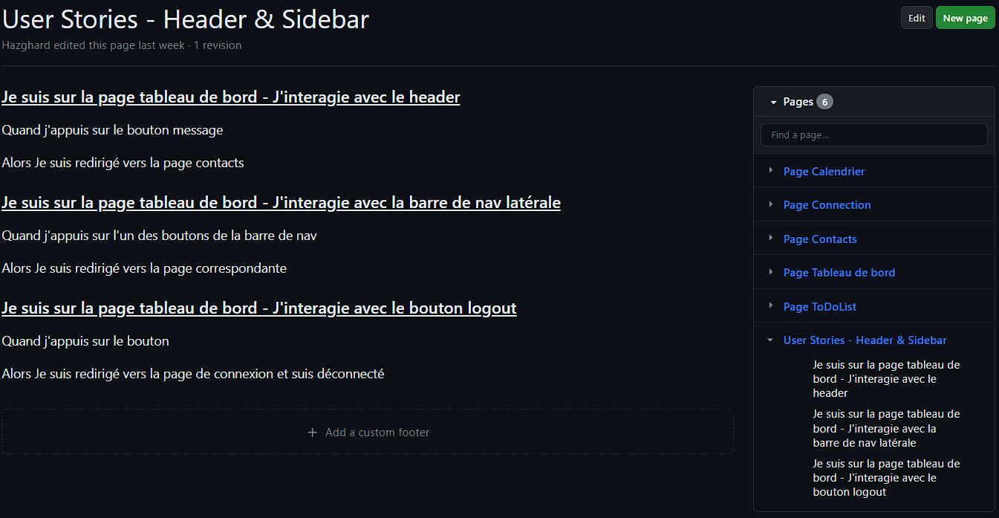 User Stories - Header & Sidebar
Edit
New page
Hazghard edited this page last week · 1 revision
Je suis sur la page tableau de bord - J'interagie avec le header
Quand j'appuis sur le bouton message
Alors Je suis redirigé vers la page contacts
Je suis sur la page tableau de bord - J'interagie avec la barre de nav latérale
Quand j'appuis sur l'un des boutons de la barre de nav
Alors Je suis redirigé vers la page correspondante
Je suis sur la page tableau de bord - J'interagie avec le bouton logout
Quand j'appuis sur le bouton
Alors Je suis redirigé vers la page de connexion et suis déconnecté
Add a custom footer
Pages 6
Find a page...
Page Calendrier
Page Connection
Page Contacts
Page Tableau de bord
Page ToDoList
User Stories - Header & Sidebar
Je suis sur la page tableau de
bord - J'interagie avec le
header
Je suis sur la page tableau de
bord - J'interagie avec la
barre de nav latérale
Je suis sur la page tableau de
bord - J'interagie avec le
bouton logout